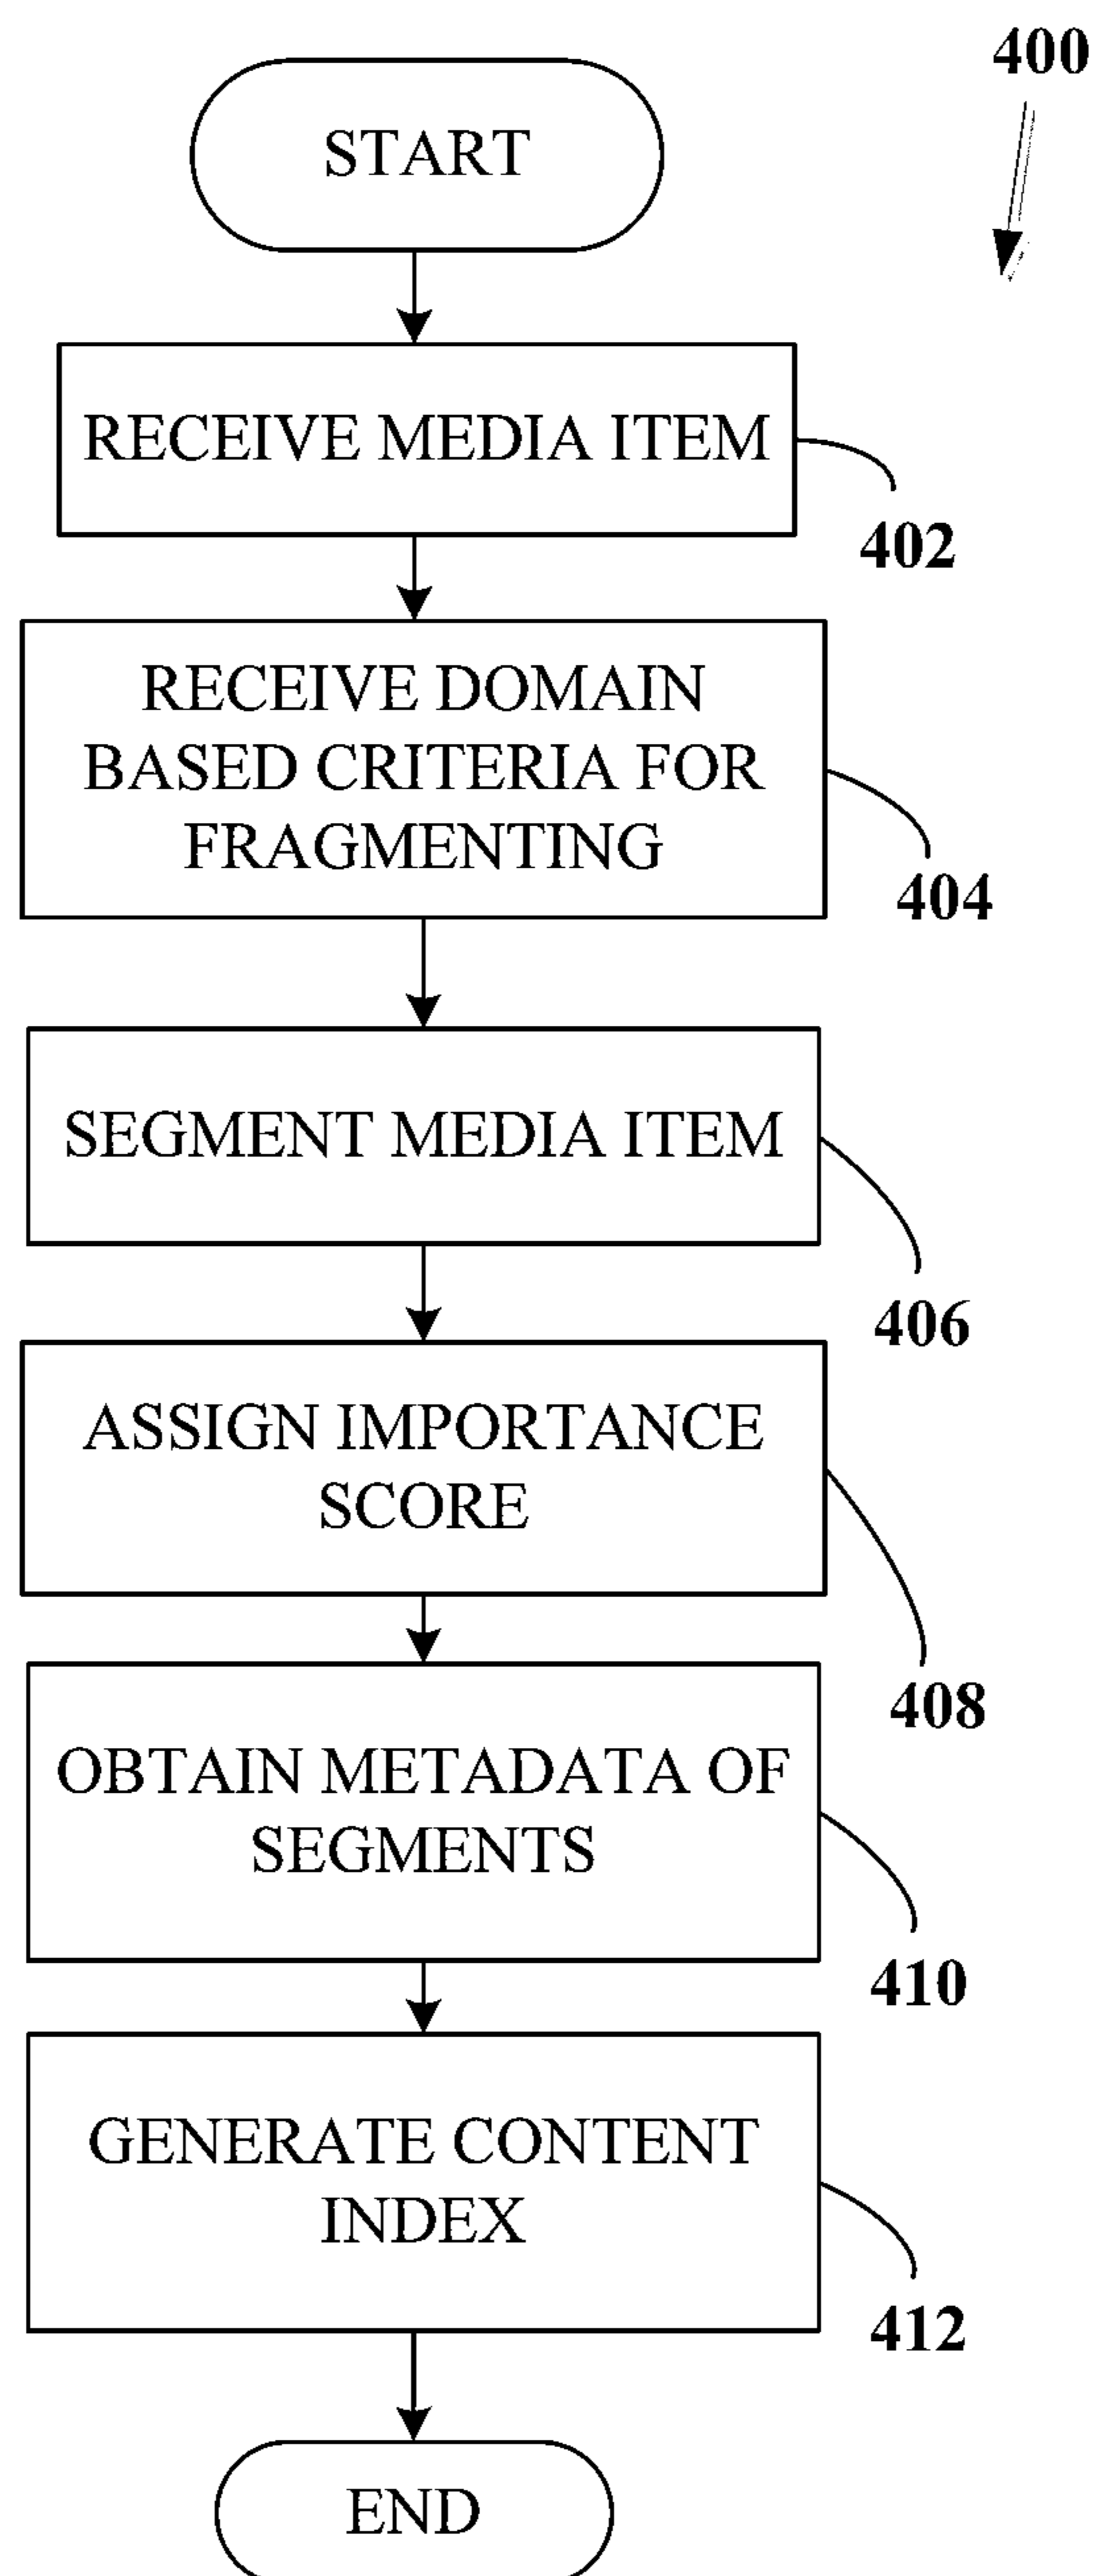 400
START
RECEIVE MEDIA ITEM
402
RECEIVE DOMAIN
BASED CRITERIA FOR
FRAGMENTING
404
SEGMENT MEDIA ITEM
406
ASSIGN IMPORTANCE
SCORE
408
OBTAIN METADATA OF
SEGMENTS
410
GENERATE CONTENT
INDEX
412
END